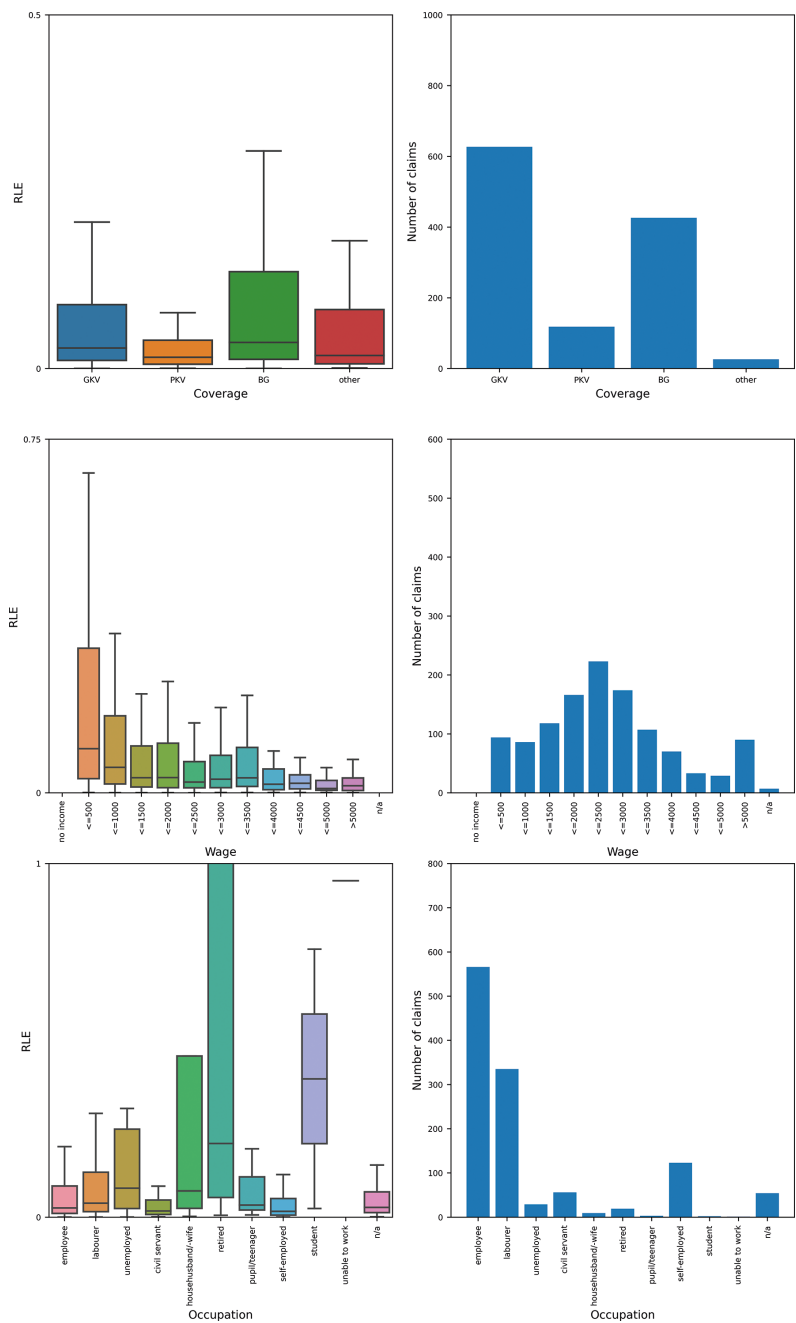 0.5
RLE
0
GKV PKV BG other
Coverage
1000
800
600
400
200
0
Number of claims
GKV PKV BG other
Coverage
0.75
RLE
0
no income <=500 <=1000 <=1500 <=2000 <=2500 <=3000 <=3500 <=4000 <=4500 <=5000 >5000 n/a
Wage
600
500
400
300
200
100
0
Number of claims
no income <=500 <=1000 <=1500 <=2000 <=2500 <=3000 <=3500 <=4000 <=4500 <=5000 >5000 n/a
Wage
1
RLE
0
employee labourer unemployed civil servant househusband/-wife retired pupil/teenager self-employed student unable to work n/a
Occupation
800
700
600
500
400
300
200
100
0
Number of claims
employee labourer unemployed civil servant househusband/-wife retired pupil/teenager self-employed student unable to work n/a
Occupation